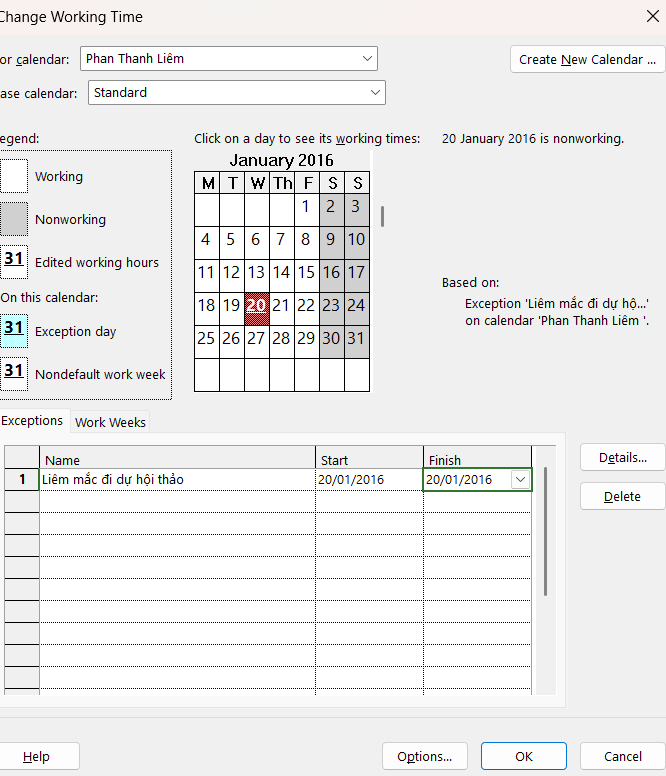 Change Working Time
or calendar: Phan Thanh Liêm Create New Calendar ...
ase calendar: Standard
egend: Click on a day to see its working times: 20 January 2016 is nonworking.
January 2016
M T W Th F S S
Working
1 2 3
Nonworking
4 5 6 7 8 9 10
31 Edited working hours
11 12 13 14 15 16 17
Based on:
On this calendar:
18 19 20 21 22 23 24
Exception 'Liêm mắc đi dự hộ...'
on calendar 'Phan Thanh Liêm '.
31 Exception day
25 26 27 28 29 30 31
31 Nondefault work week
Exceptions Work Weeks
Name Start Finish
Details...
1 Liêm mắc đi dự hội thảo 20/01/2016 20/01/2016
Delete
Help Options... OK Cancel